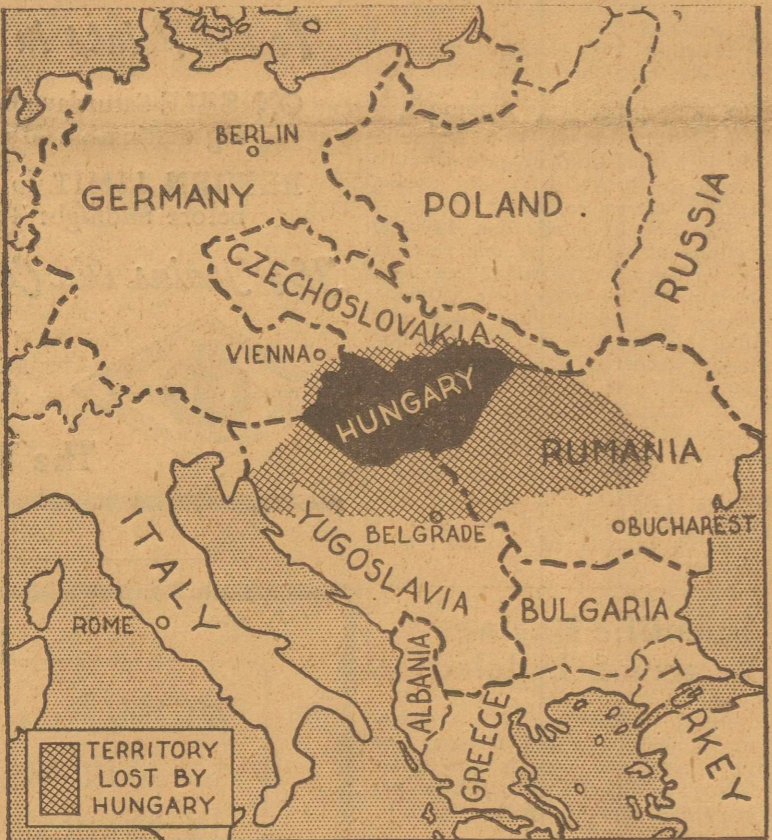 BERLIN
GERMANY
POLAND
RUSSIA
CZECHOSLOVAKIA
VIENNA
HUNGARY
RUMANIA
BELGRADE
BUCHAREST
YUGOSLAVIA
ITALY
ROME
BULGARIA
ALBANIA
GREECE
TURKEY
TERRITORY
LOST BY
HUNGARY